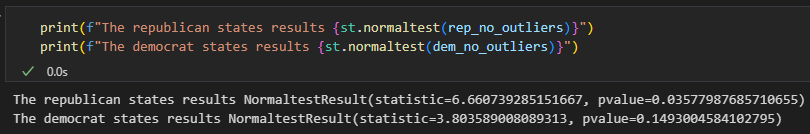 print(f"The republican states results {st.normaltest(rep_no_outliers)}")
print(f"The democrat states results {st.normaltest(dem_no_outliers)}")
0.0s
The republican states results NormaltestResult(statistic=6.660739285151667, pvalue=0.03577987685710655)
The democrat states results NormaltestResult(statistic=3.803589008089313, pvalue=0.1493004584102795)